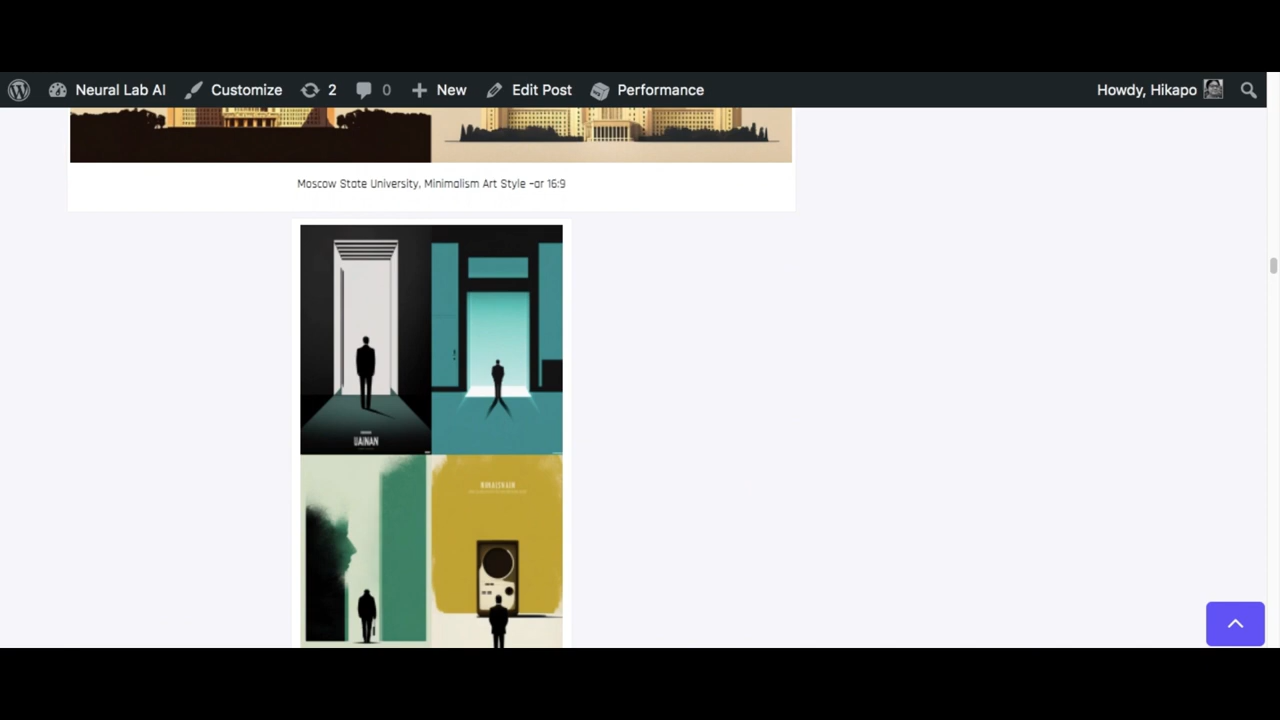 Neural Lab AI Customize 2 0 New Edit Post Performance Howdy, Hikapo
Moscow State University, Minimalism Art Style -ar 16:9
UAINAN